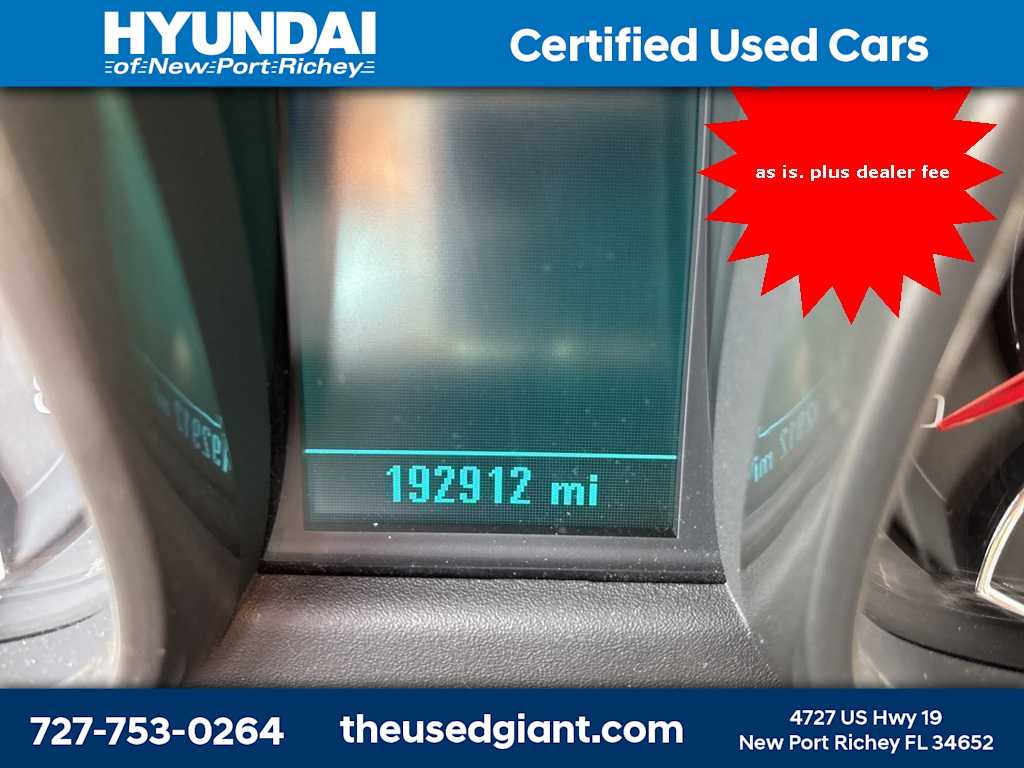 HYUNDAI
of New Port Richey
Certified Used Cars
as is. plus dealer fee
192912 mi
727-753-0264
theusedgiant.com
4727 US Hwy 19
New Port Richey FL 34652